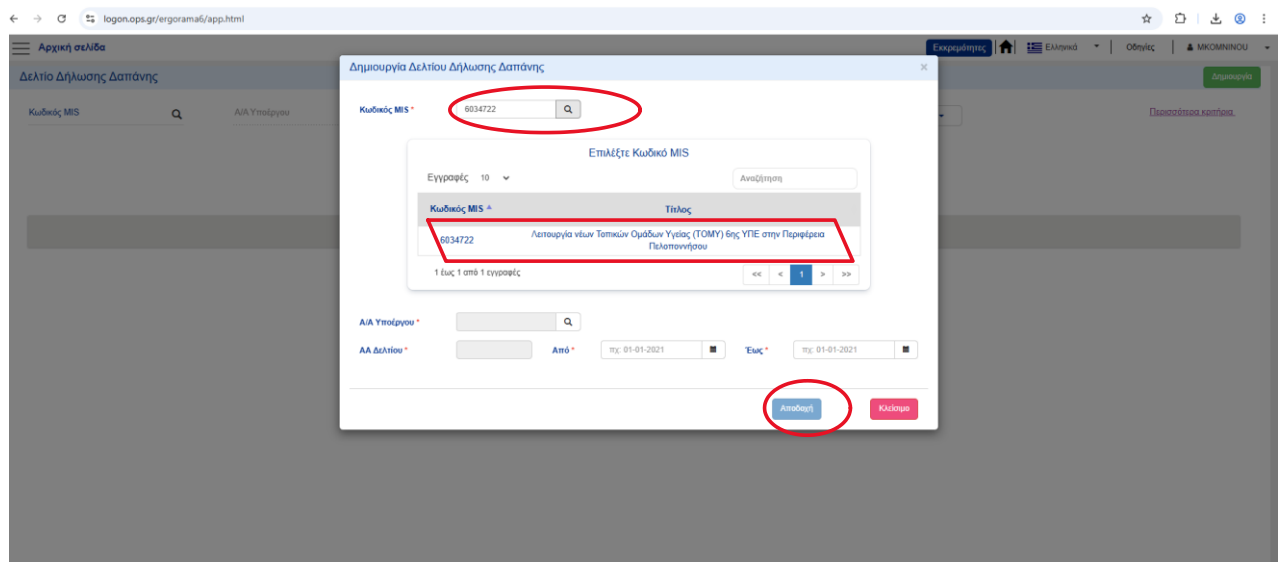 logon.ops.gr/ergorama6/app.html
Αρχική σελίδα
Εκκρεμότητες Ελληνικά Οδηγίες MKOMNINOU
Δελτίο Δήλωσης Δαπάνης
Δημιουργία
Κωδικός MIS Α/Α Υποέργου
Περισσότερα κριτήρια
Δημιουργία Δελτίου Δήλωσης Δαπάνης ×
Κωδικός MIS * 6034722
Επιλέξτε Κωδικό MIS
Εγγραφές 10 Αναζήτηση
Κωδικός MIS Τίτλος
6034722 Λειτουργία νέων Τοπικών Ομάδων Υγείας (ΤΟΜΥ) 6ης ΥΠΕ στην Περιφέρεια
Πελοποννήσου
1 έως 1 από 1 εγγραφές << < 1 > >>
Α/Α Υποέργου *
ΑΑ Δελτίου * Από * πχ: 01-01-2021 Έως * πχ: 01-01-2021
Αποδοχή Κλείσιμο